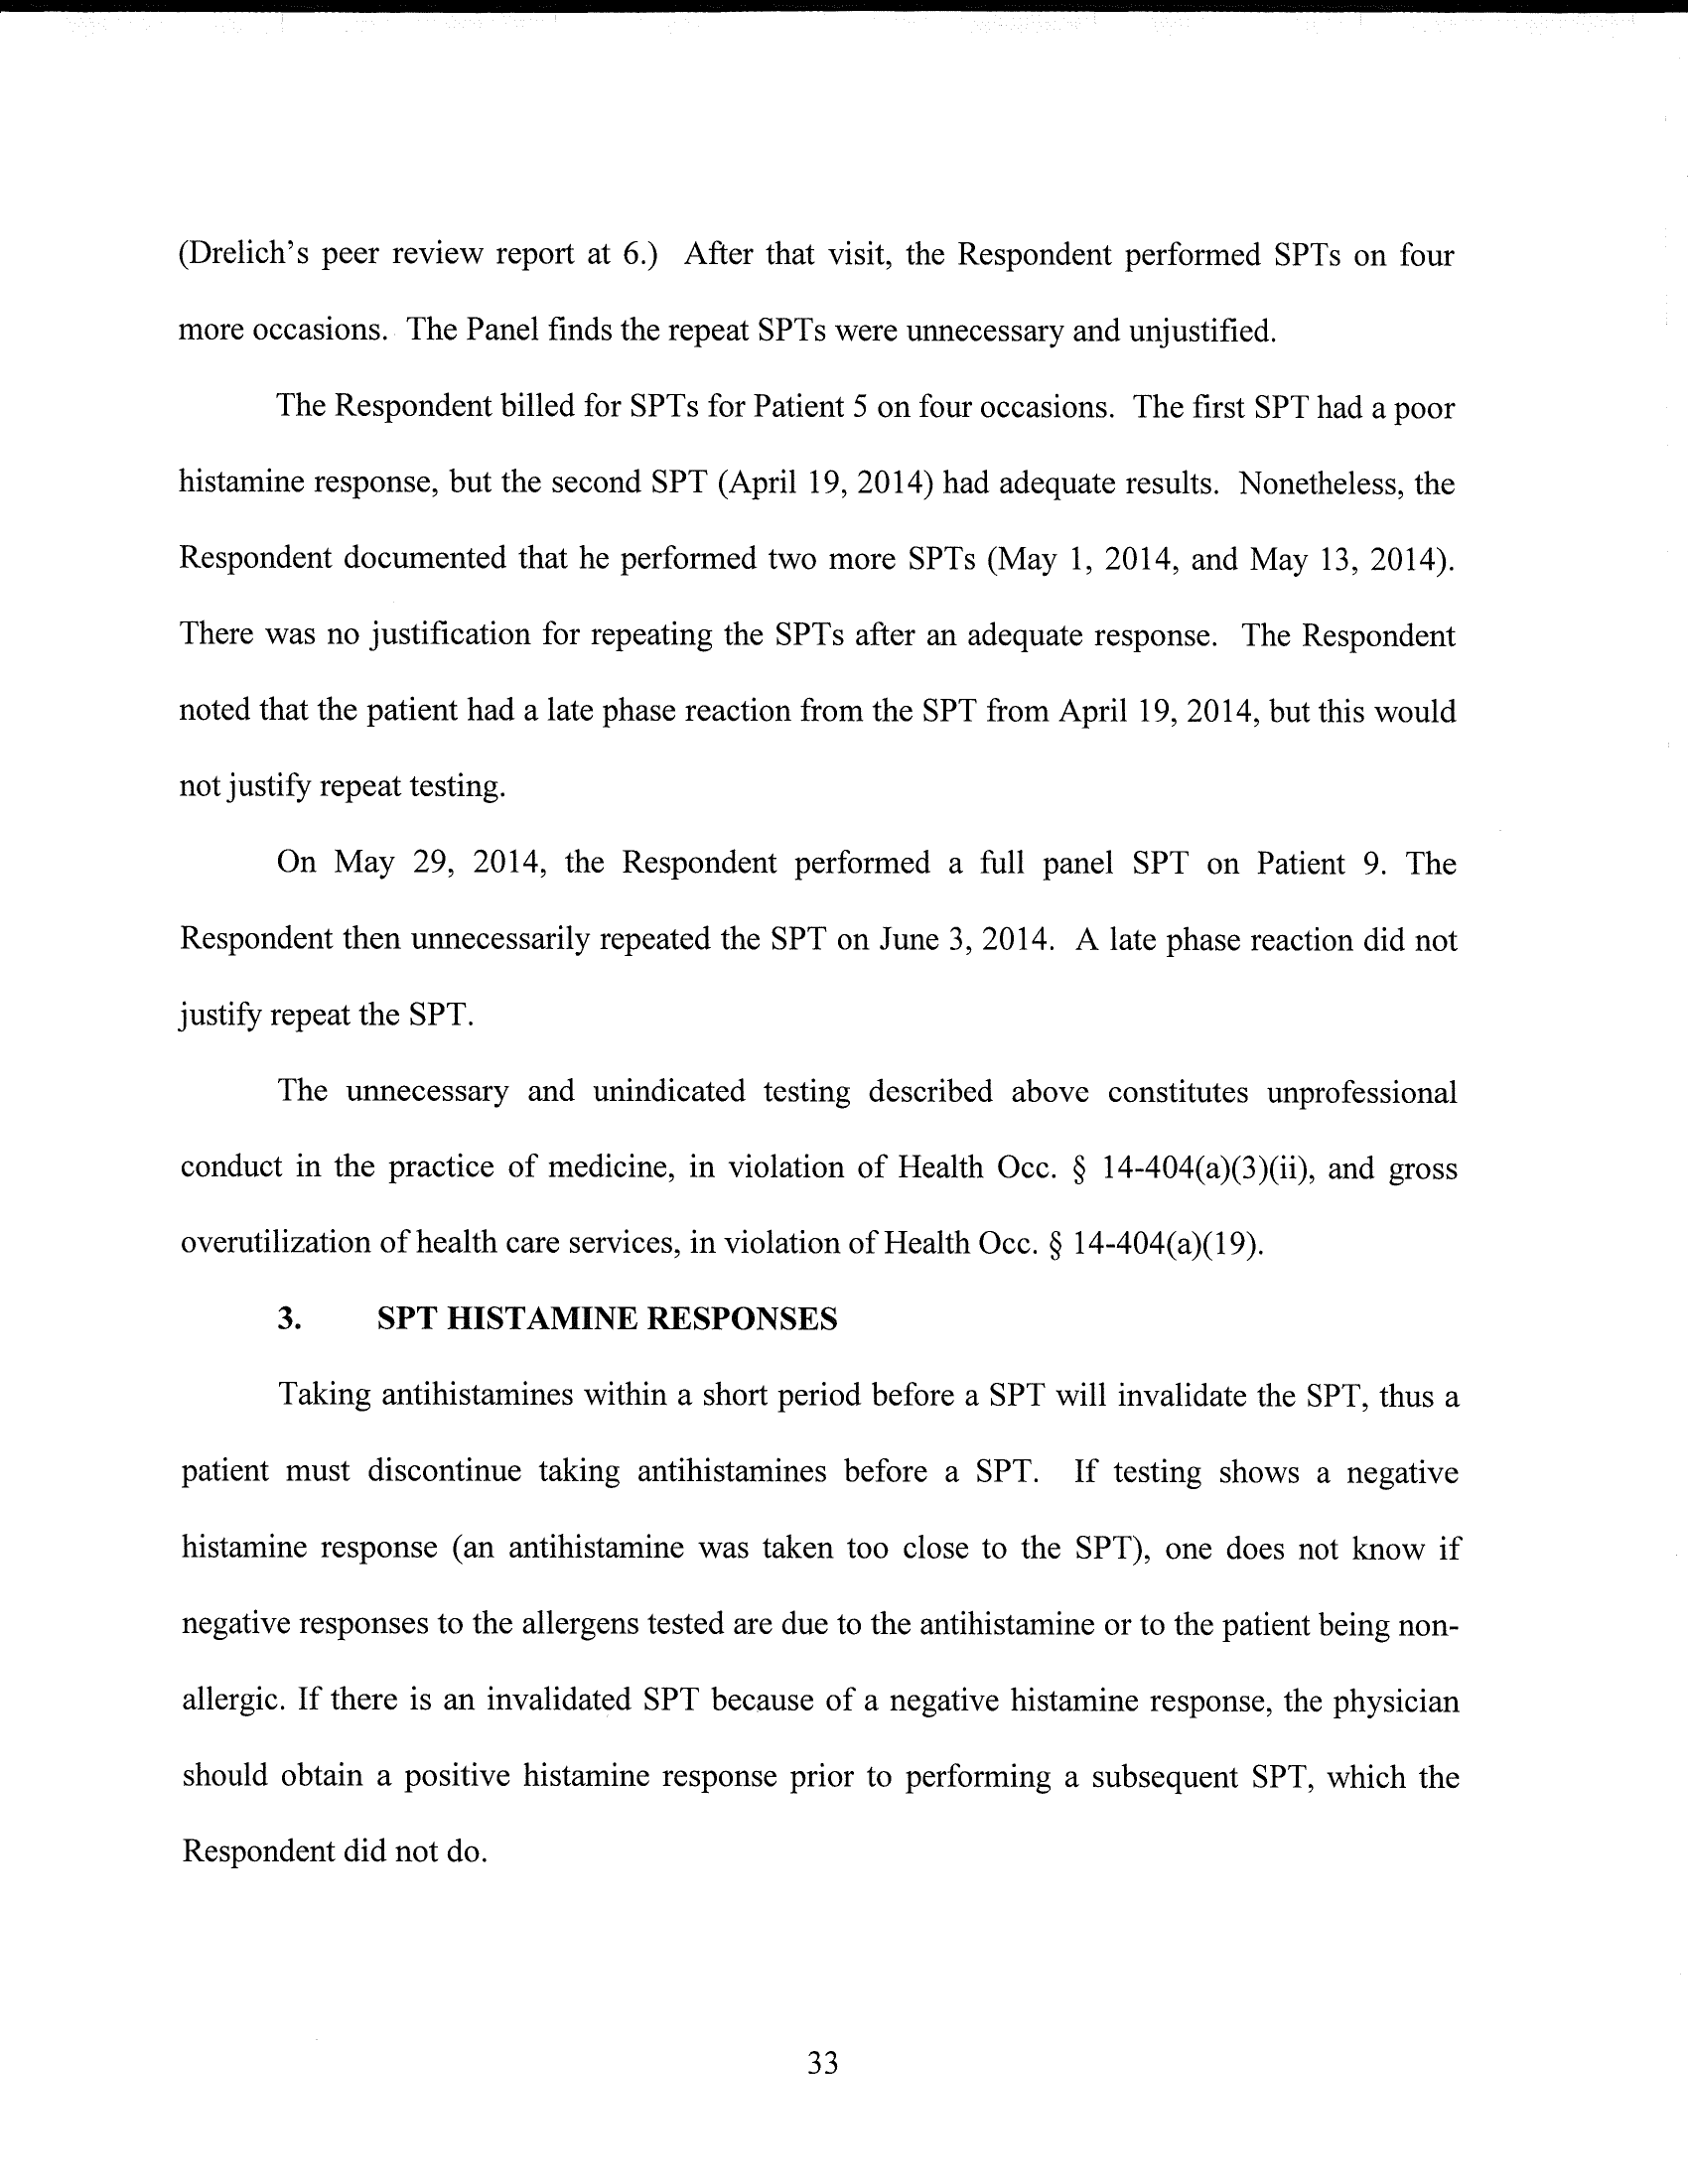 (Drelich's peer review report at 6.) After that visit, the Respondent performed SPTs on four
more occasions. The Panel finds the repeat SPTs were unnecessary and unjustified.
The Respondent billed for SPTs for Patient 5 on four occasions. The first SPT had a poor
histamine response, but the second SPT (April 19, 2014) had adequate results. Nonetheless, the
Respondent documented that he performed two more SPTs (May 1, 2014, and May 13, 2014).
There was no justification for repeating the SPTs after an adequate response. The Respondent
noted that the patient had a late phase reaction from the SPT from April 19, 2014, but this would
not justify repeat testing.
On May 29, 2014, the Respondent performed a full panel SPT on Patient 9. The
Respondent then unnecessarily repeated the SPT on June 3, 2014. A late phase reaction did not
justify repeat the SPT.
The unnecessary and unindicated testing described above constitutes unprofessional
conduct in the practice of medicine, in violation of Health Occ. § 14-404(a)(3)(ii), and gross
overutilization of health care services, in violation of Health Occ. § 14-404(a)(19).
3. SPT HISTAMINE RESPONSES
Taking antihistamines within a short period before a SPT will invalidate the SPT, thus a
patient must discontinue taking antihistamines before a SPT. If testing shows a negative
histamine response (an antihistamine was taken too close to the SPT), one does not know if
negative responses to the allergens tested are due to the antihistamine or to the patient being non-
allergic. If there is an invalidated SPT because of a negative histamine response, the physician
should obtain a positive histamine response prior to performing a subsequent SPT, which the
Respondent did not do.
33